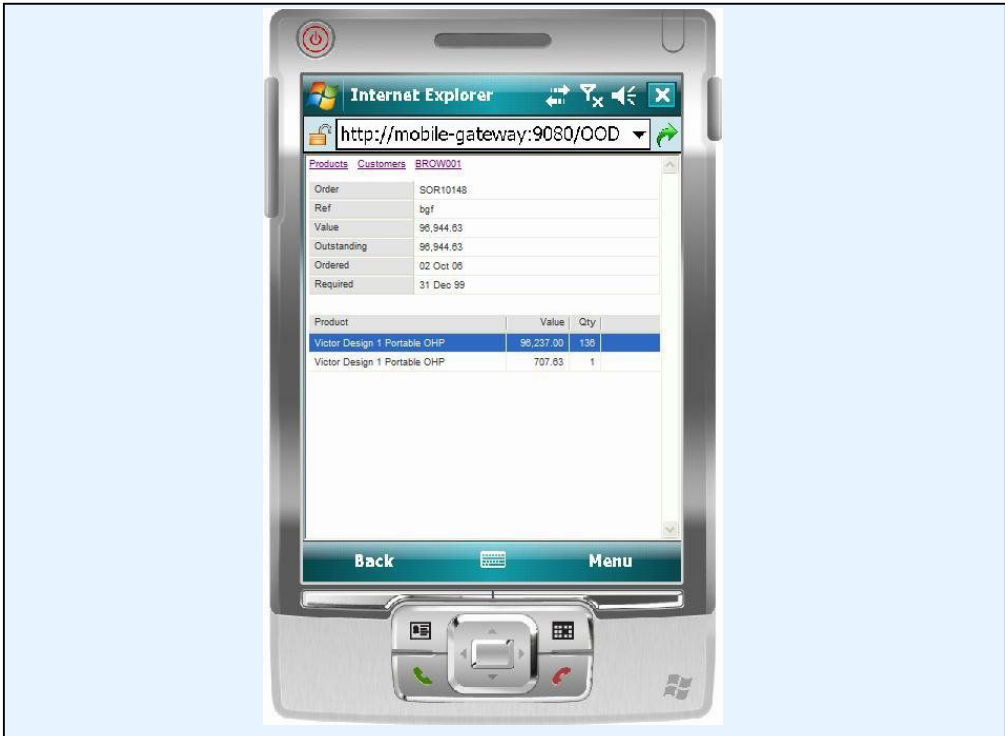 Internet Explorer
http://mobile-gateway:9080/OOD
Products Customers BROW001
Order SOR10148
Ref bgf
Value 96,944.63
Outstanding 96,944.63
Ordered 02 Oct 06
Required 31 Dec 99
Product Value Qty
Victor Design 1 Portable OHP 96,237.00 136
Victor Design 1 Portable OHP 707.63 1
Back Menu